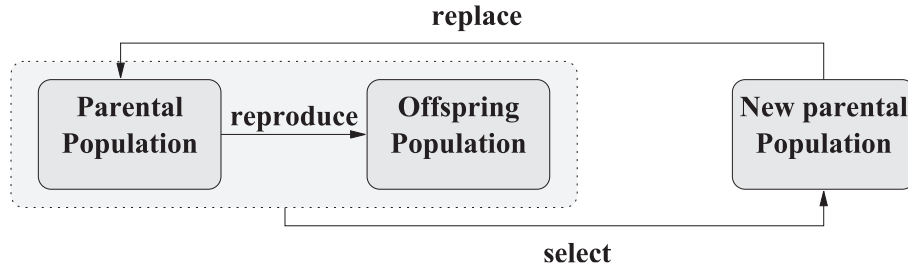 replace
Parental
Population
reproduce
Offspring
Population
New parental
Population
select